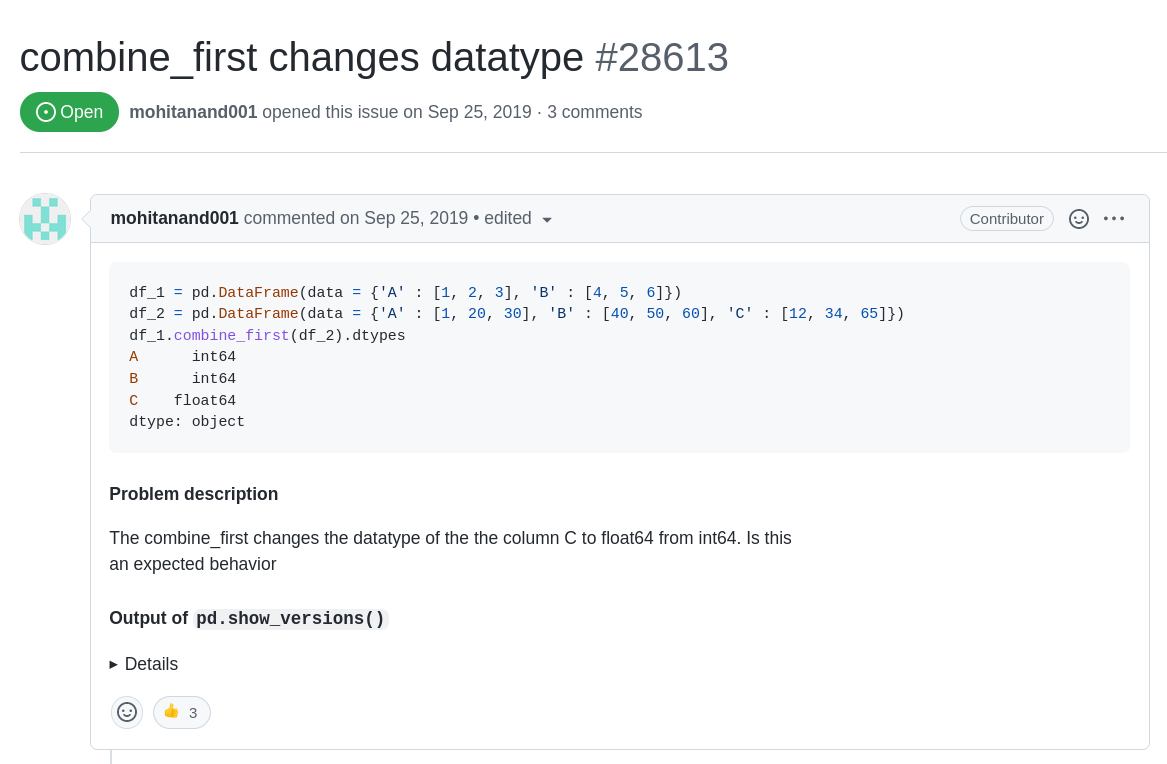 combine_first changes datatype #28613
Open mohitanand001 opened this issue on Sep 25, 2019 · 3 comments
mohitanand001 commented on Sep 25, 2019 • edited Contributor
df_1 = pd.DataFrame(data = {'A' : [1, 2, 3], 'B' : [4, 5, 6]})
df_2 = pd.DataFrame(data = {'A' : [1, 20, 30], 'B' : [40, 50, 60], 'C' : [12, 34, 65]})
df_1.combine_first(df_2).dtypes
A      int64
B      int64
C    float64
dtype: object
Problem description
The combine_first changes the datatype of the the column C to float64 from int64. Is this
an expected behavior
Output of pd.show_versions()
Details
👍 3